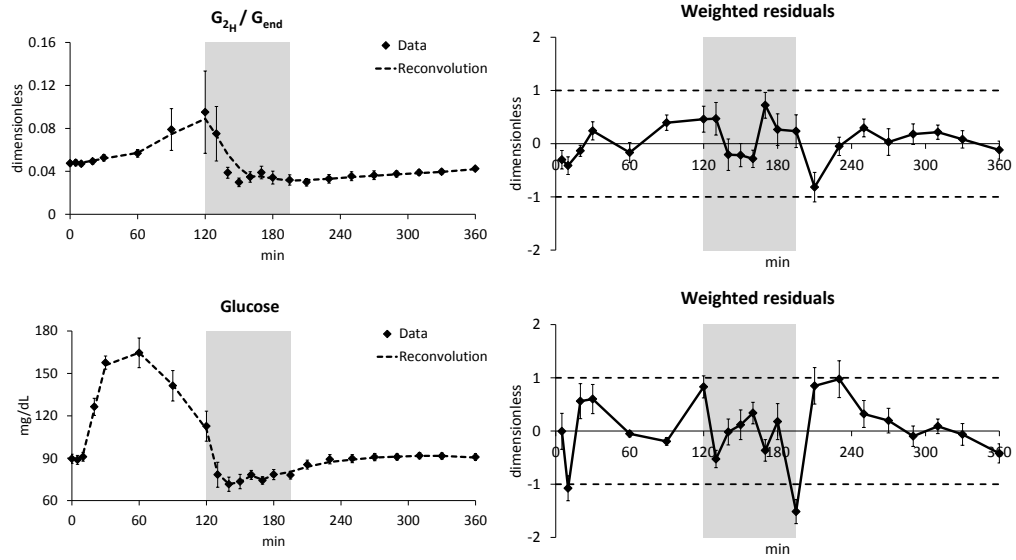 G2H / Gend
0.16
0.12
0.08
0.04
0
dimensionless
Data
Reconvolution
0 60 120 180 240 300 360
min
Weighted residuals
2
1
0
-1
-2
dimensionless
0 60 120 180 240 300 360
min
Glucose
180
150
120
90
60
mg/dL
Data
Reconvolution
0 60 120 180 240 300 360
min
Weighted residuals
2
1
0
-1
-2
dimensionless
0 60 120 180 240 300 360
min